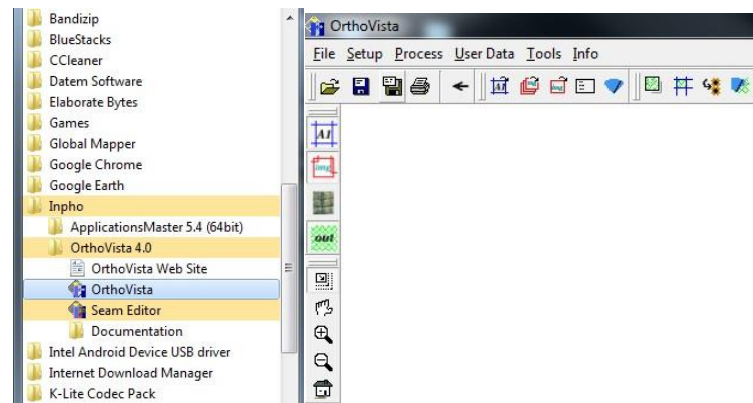 Bandizip
BlueStacks
CCleaner
Datem Software
Elaborate Bytes
Games
Global Mapper
Google Chrome
Google Earth
Inpho
ApplicationsMaster 5.4 (64bit)
OrthoVista 4.0
OrthoVista Web Site
OrthoVista
Seam Editor
Documentation
Intel Android Device USB driver
Internet Download Manager
K-Lite Codec Pack
OrthoVista
File Setup Process User Data Tools Info
AI
img
out